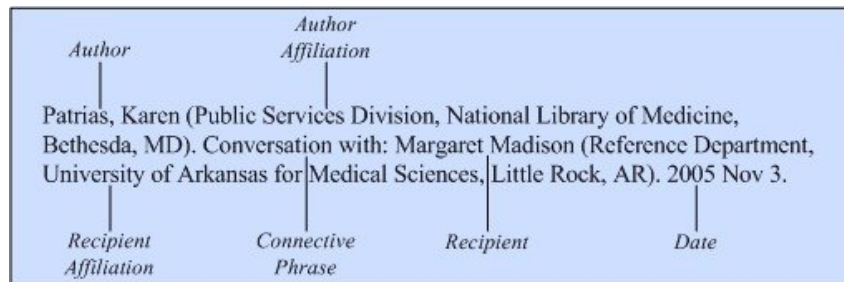 Author
Author
Affiliation
Patrias, Karen (Public Services Division, National Library of Medicine,
Bethesda, MD). Conversation with: Margaret Madison (Reference Department,
University of Arkansas for Medical Sciences, Little Rock, AR). 2005 Nov 3.
Recipient
Affiliation
Connective
Phrase
Recipient
Date